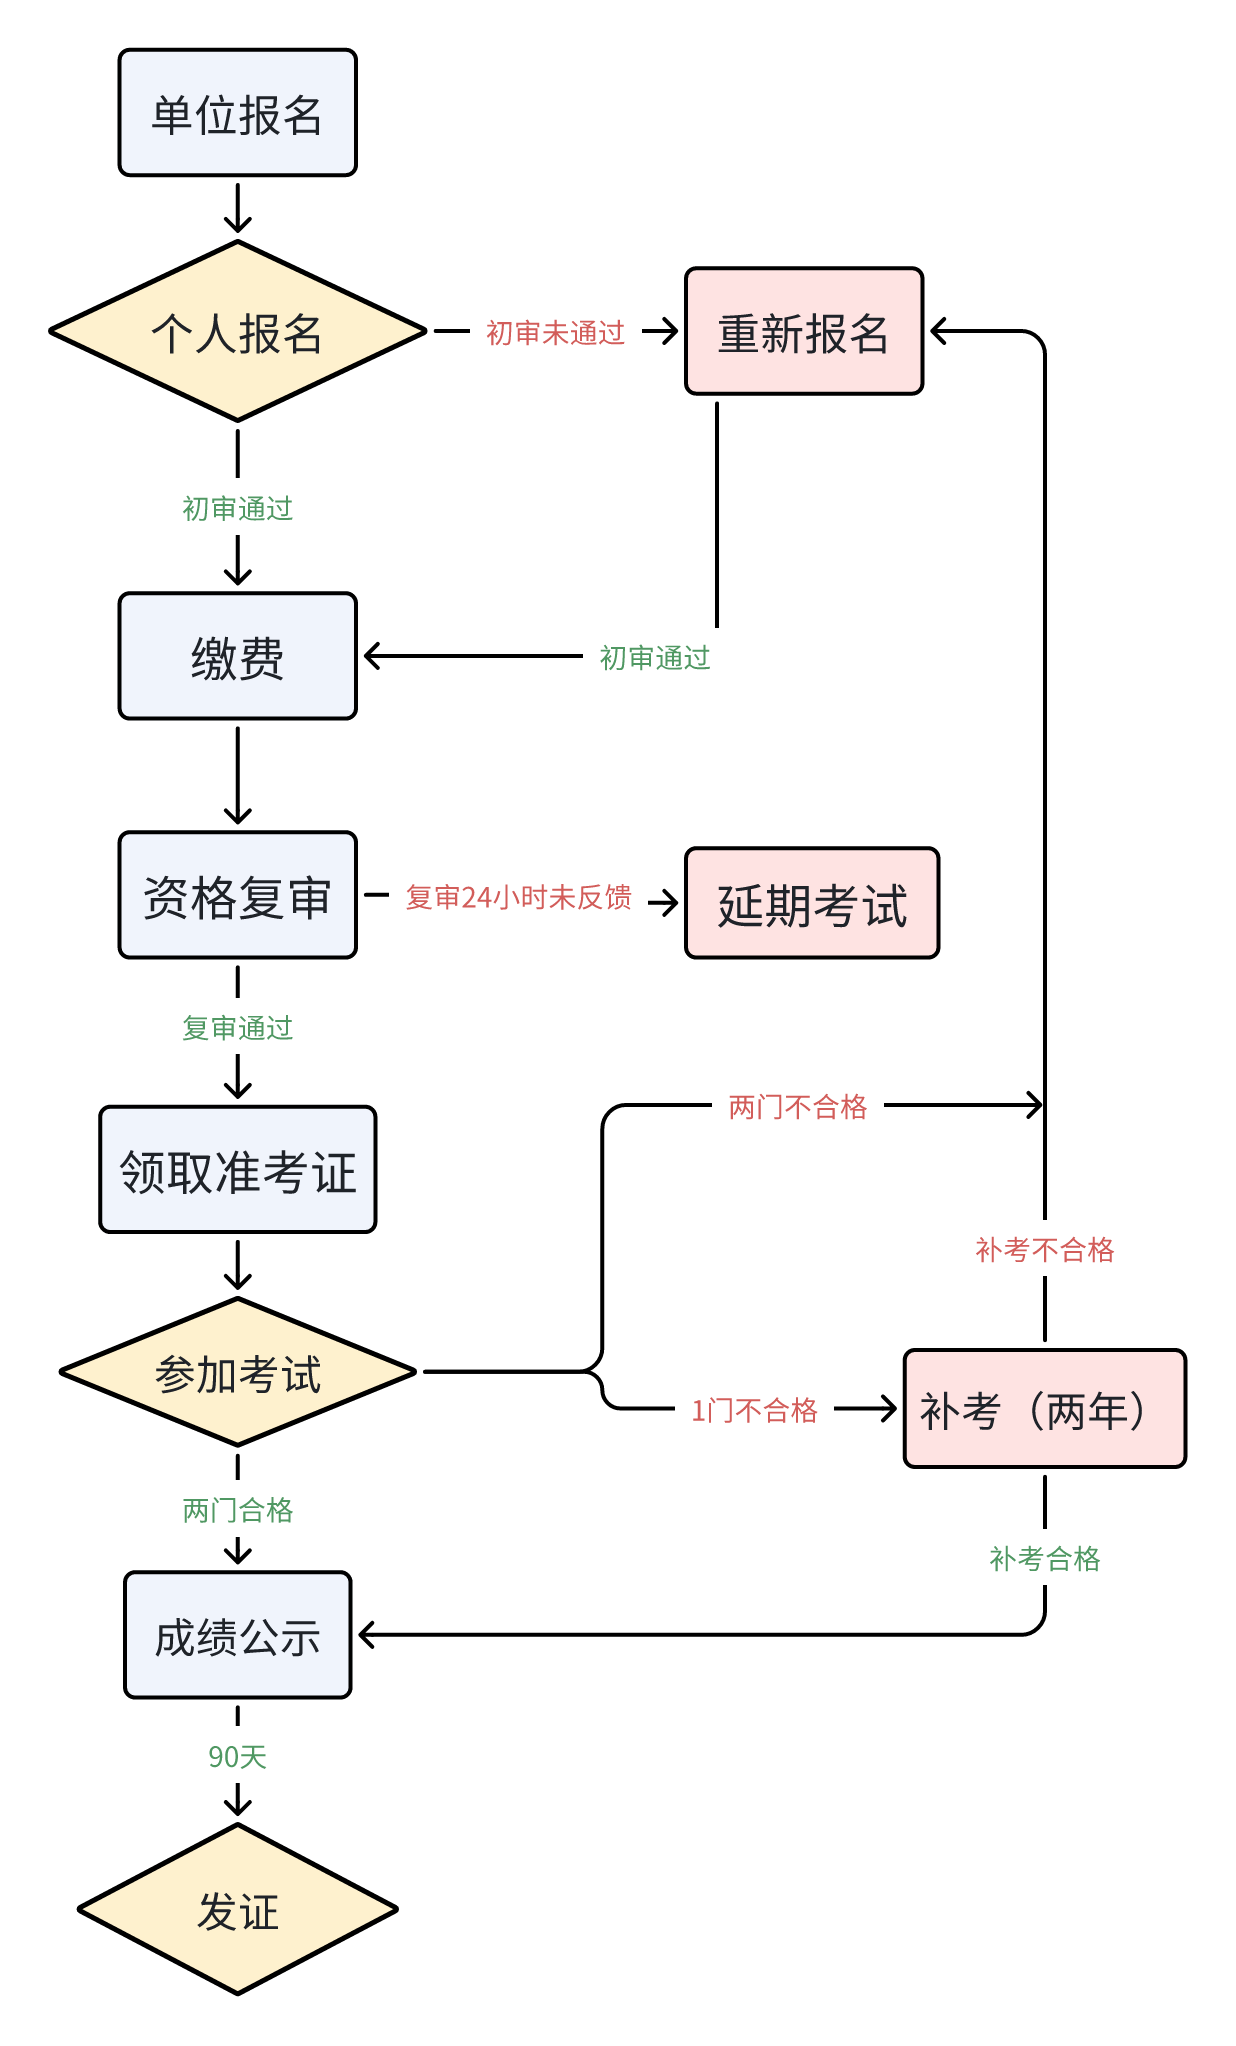 单位报名
个人报名
初审未通过
重新报名
初审通过
缴费
初审通过
资格复审
复审24小时未反馈
延期考试
复审通过
两门不合格
领取准考证
补考不合格
参加考试
1门不合格
补考（两年）
两门合格
补考合格
成绩公示
90天
发证